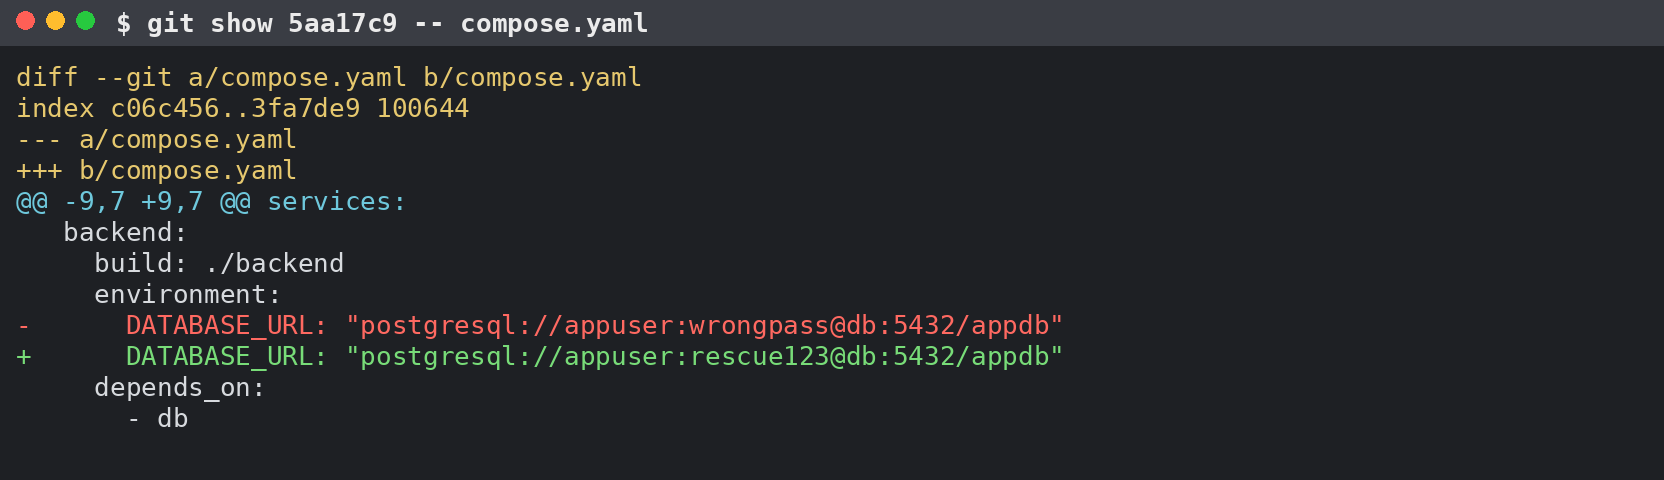 $ git show 5aa17c9 -- compose.yaml
diff --git a/compose.yaml b/compose.yaml
index c06c456..3fa7de9 100644
--- a/compose.yaml
+++ b/compose.yaml
@@ -9,7 +9,7 @@ services:
   backend:
     build: ./backend
     environment:
-      DATABASE_URL: "postgresql://appuser:wrongpass@db:5432/appdb"
+      DATABASE_URL: "postgresql://appuser:rescue123@db:5432/appdb"
     depends_on:
       - db